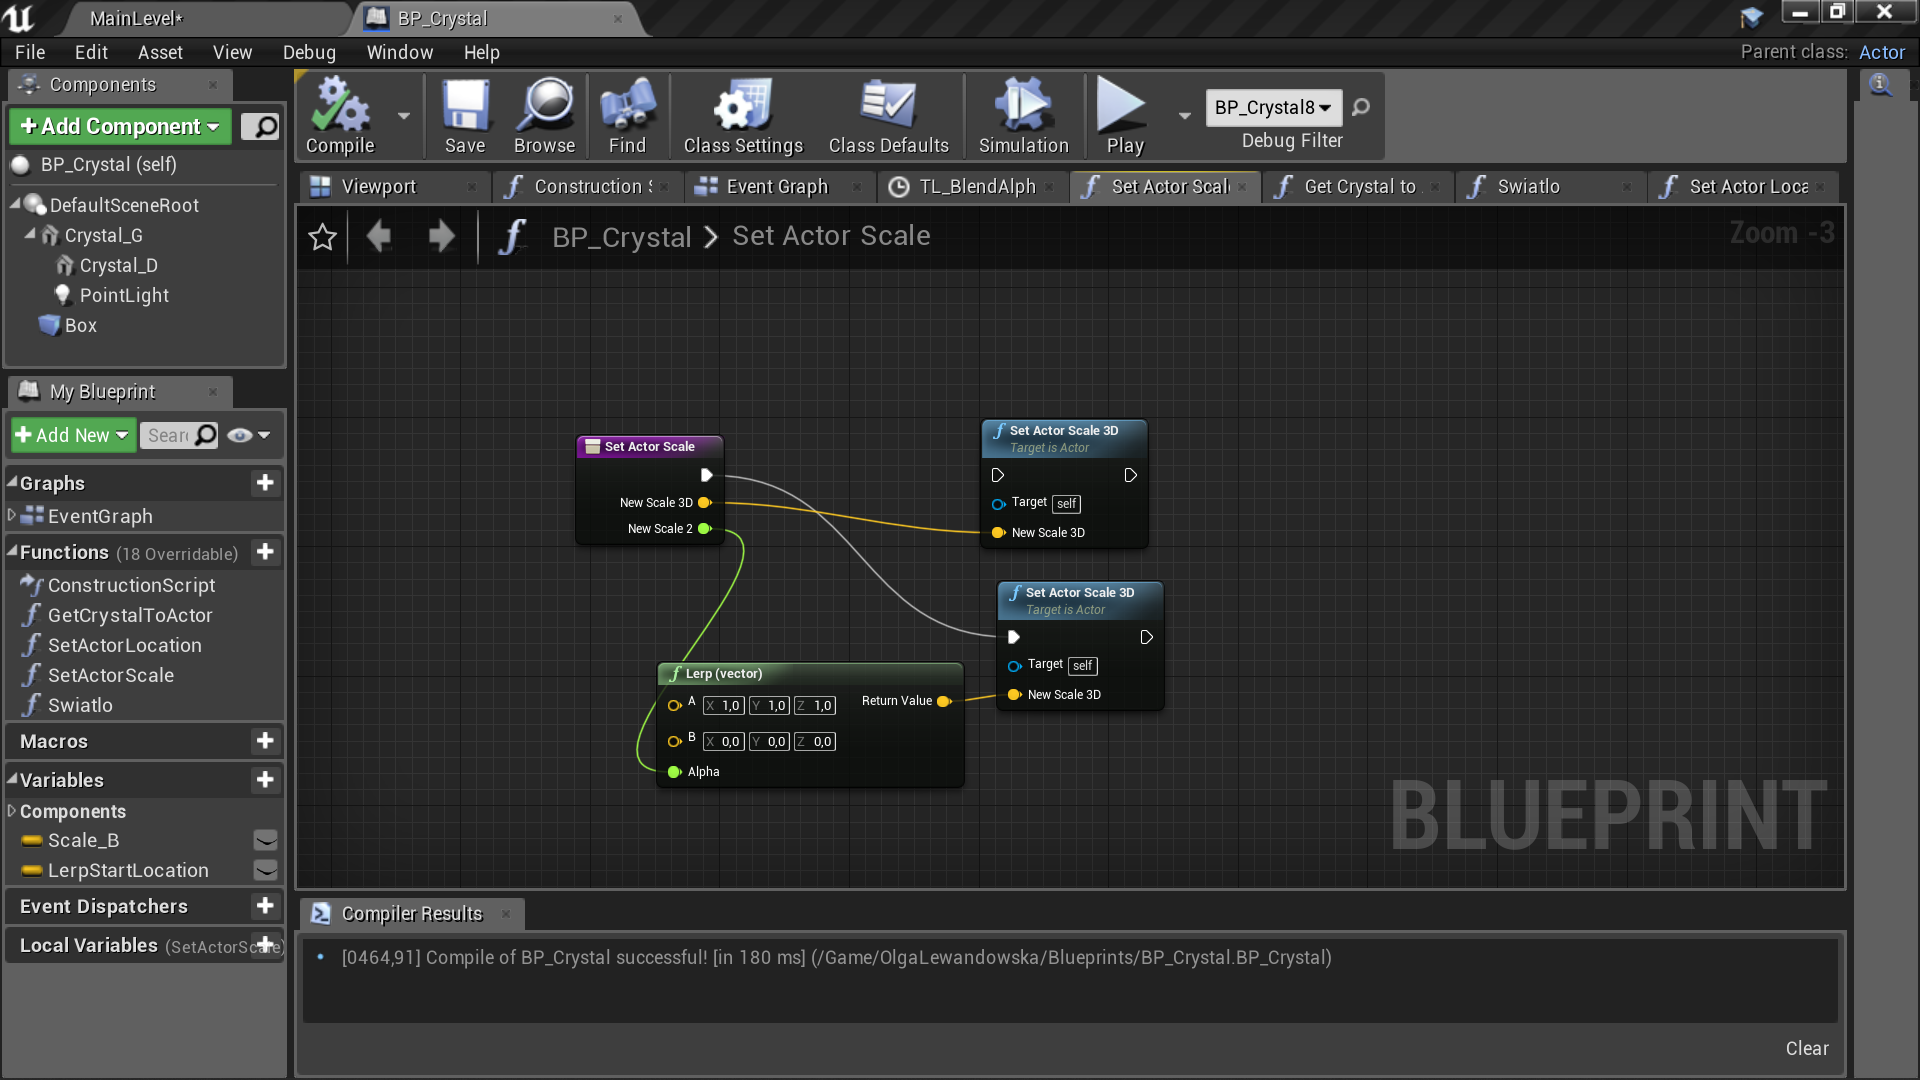 MainLevel*
BP_Crystal
File Edit Asset View Debug Window Help
Parent class: Actor
Components
+ Add Component
BP_Crystal (self)
DefaultSceneRoot
Crystal_G
Crystal_D
PointLight
Box
Compile
Save
Browse
Find
Class Settings
Class Defaults
Simulation
Play
BP_Crystal8
Debug Filter
Viewport
Construction S
Event Graph
TL_BlendAlph
Set Actor Scal
Get Crystal to
Swiatlo
Set Actor Loca
BP_Crystal > Set Actor Scale
Zoom -3
My Blueprint
+ Add New
Sear
Graphs
EventGraph
Functions (18 Overridable)
ConstructionScript
GetCrystalToActor
SetActorLocation
SetActorScale
Swiatlo
Macros
Variables
Components
Scale_B
LerpStartLocation
Event Dispatchers
Local Variables (SetActorScale)
Set Actor Scale
New Scale 3D
New Scale 2
Set Actor Scale 3D
Target is Actor
Target self
New Scale 3D
Set Actor Scale 3D
Target is Actor
Target self
New Scale 3D
Lerp (vector)
A X 1,0 Y 1,0 Z 1,0 Return Value
B X 0,0 Y 0,0 Z 0,0
Alpha
BLUEPRINT
Compiler Results
[0464,91] Compile of BP_Crystal successful! [in 180 ms] (/Game/OlgaLewandowska/Blueprints/BP_Crystal.BP_Crystal)
Clear